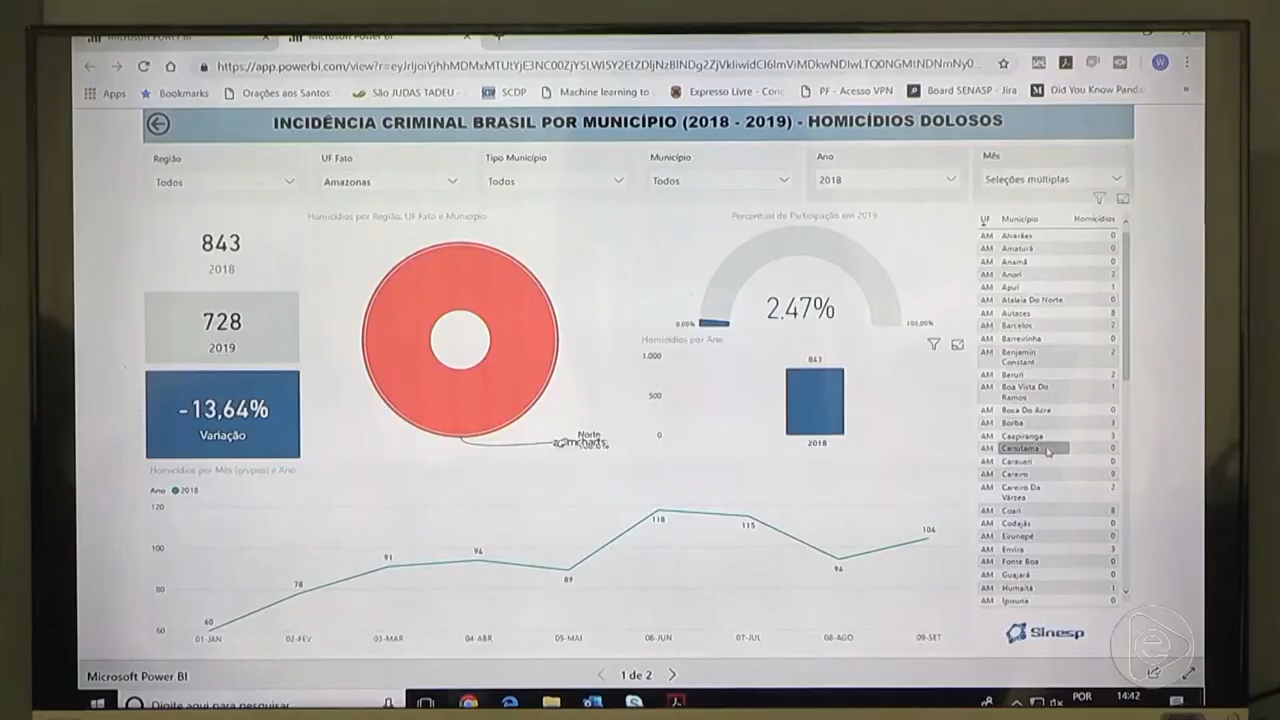 https://app.powerbi.com/view?r=
Apps
Bookmarks
Orações aos Santos
São JUDAS TADEU -
SCDP
Machine learning to
Expresso Livre - Conc
PF - Acesso VPN
Board SENASP - Jira
Did You Know Panda
W
INCIDÊNCIA CRIMINAL BRASIL POR MUNICÍPIO (2018 - 2019) - HOMICÍDIOS DOLOSOS
Região
UF Fato
Tipo Município
Município
Ano
Mês
Todos
Amazonas
Todos
Todos
2018
Seleções múltiplas
Homicídios por Região, UF Fato e Município
843
2018
728
2019
-13,64%
Variação
Norte
Percentual de Participação em 2019
2.47%
0.00%
100.00%
Homicídios por Ano
1.000
500
0
843
2018
Homicídios por Mês (grupos) e Ano
Ano 2018
120
100
80
60
60
78
91
94
89
118
115
94
104
01-JAN
02-FEV
03-MAR
04-ABR
05-MAI
06-JUN
07-JUL
08-AGO
09-SET
UF Município Homicídios
AM Alvarães 0
AM Amaturá 0
AM Anamã 0
AM Anori 2
AM Apuí 1
AM Atalaia Do Norte 0
AM Autazes 8
AM Barcelos 2
AM Barreirinha 0
AM Benjamin Constant 2
AM Beruri 2
AM Boa Vista Do Ramos 1
AM Boca Do Acre 0
AM Borba 3
AM Caapiranga 3
AM Canutama 0
AM Carauari 0
AM Careiro 9
AM Careiro Da Várzea 2
AM Coari 8
AM Codajás 0
AM Eirunepé 0
AM Envira 3
AM Fonte Boa 0
AM Guajará 0
AM Humaitá 1
AM Ipixuna 0
Sinesp
Microsoft Power BI
1 de 2
Digite aqui para pesquisar
POR
14:42